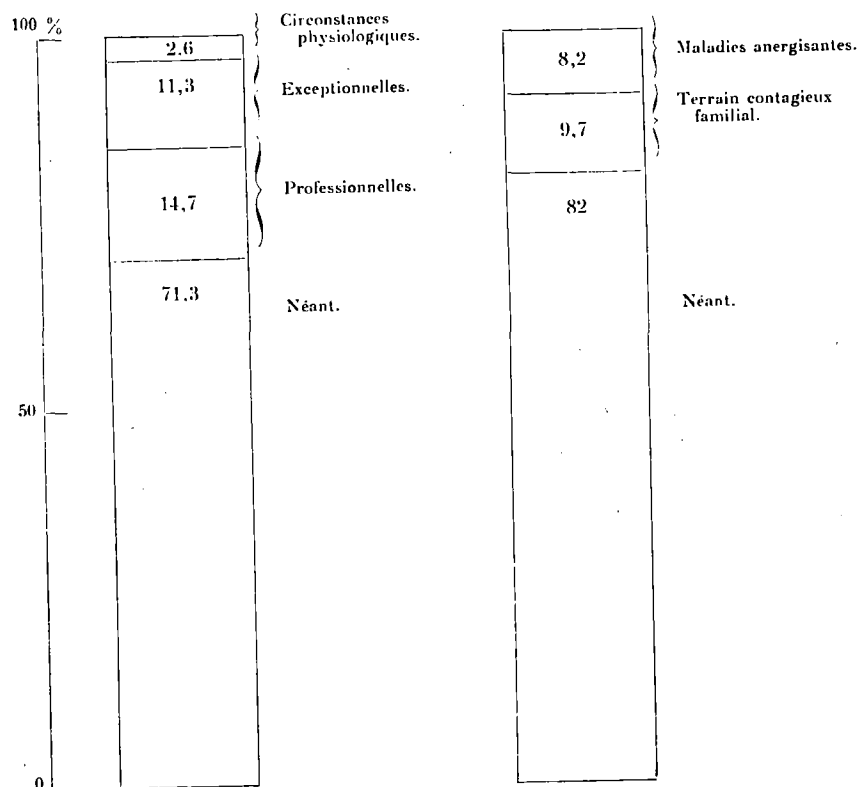 100 %
Circonstances
physiologiques.
2.6
11,3
Exceptionnelles.
14,7
Professionnelles.
71,3
Néant.
50
0
8,2
Maladies anergisantes.
Terrain contagieux
familial.
9,7
82
Néant.